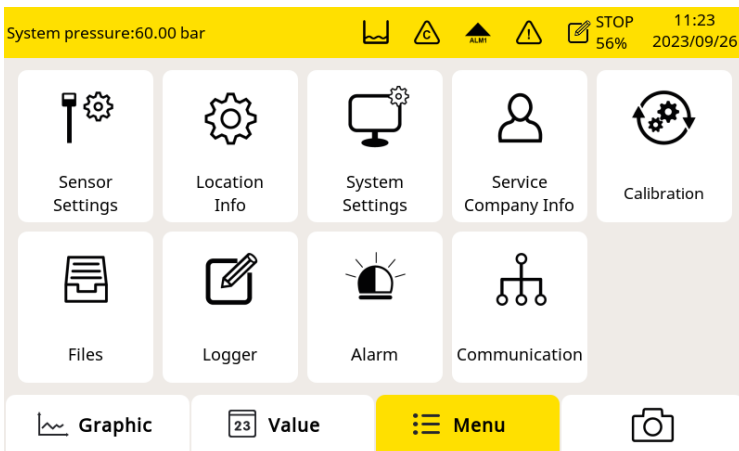 System pressure:60.00 bar
C
ALM1
!
STOP
56%
11:23
2023/09/26
Sensor
Settings
Location
Info
System
Settings
Service
Company Info
Calibration
Files
Logger
Alarm
Communication
Graphic
23
Value
Menu